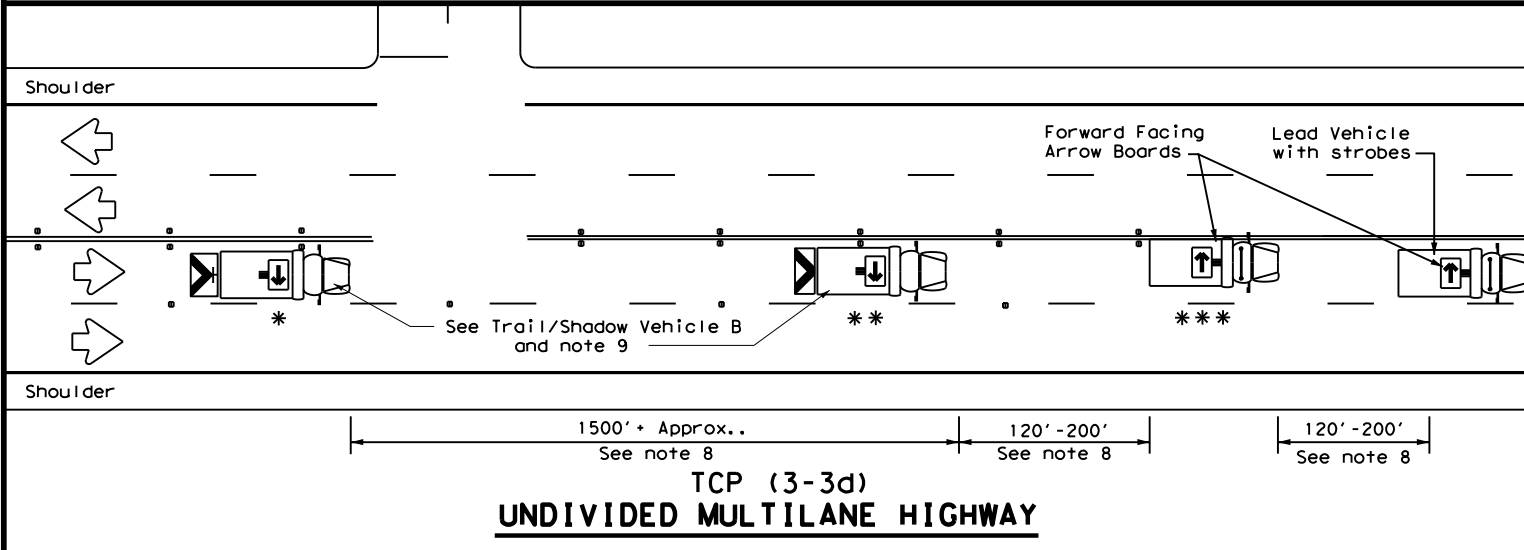 Shoulder
Forward Facing
Arrow Boards
Lead Vehicle
with strobes
*
See Trail/Shadow Vehicle B
and note 9
**
***
Shoulder
1500'+ Approx..
See note 8
120'-200'
See note 8
120'-200'
See note 8
TCP (3-3d)
UNDIVIDED MULTILANE HIGHWAY